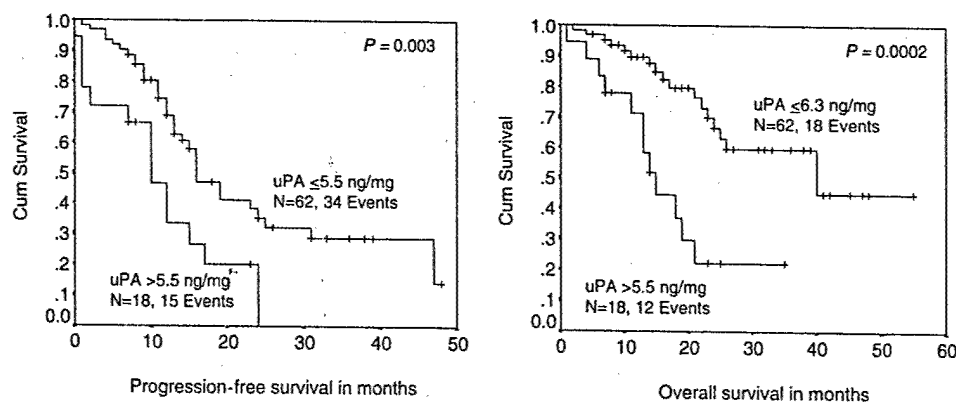 1.0
.9
.8
.7
.6
.5
.4
.3
.2
.1
0.0
Cum Survival
P = 0.003
uPA ≤5.5 ng/mg
N=62, 34 Events
uPA >5.5 ng/mg
N=18, 15 Events
0 10 20 30 40 50
Progression-free survival in months
1.0
.9
.8
.7
.6
.5
.4
.3
.2
.1
0.0
Cum Survival
P = 0.0002
uPA ≤6.3 ng/mg
N=62, 18 Events
uPA >5.5 ng/mg
N=18, 12 Events
0 10 20 30 40 50 60
Overall survival in months